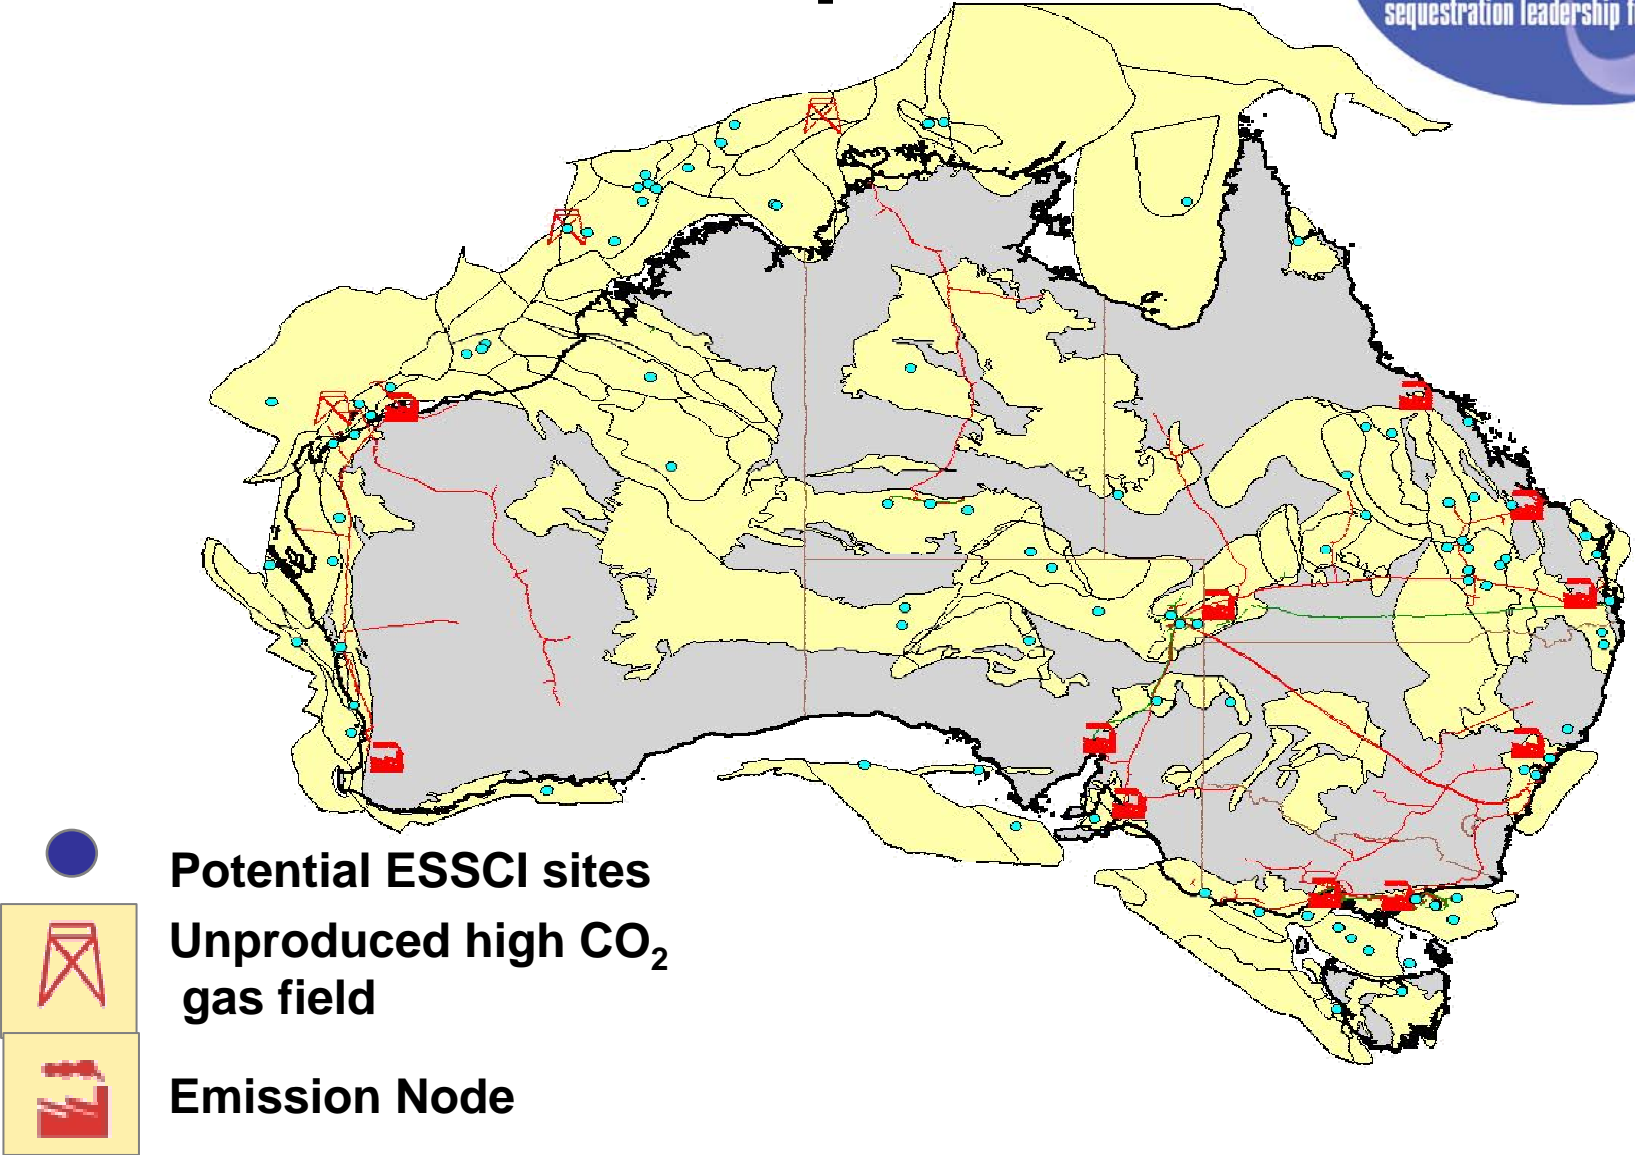 sequestration leadership f
Potential ESSCI sites
Unproduced high CO2
gas field
Emission Node